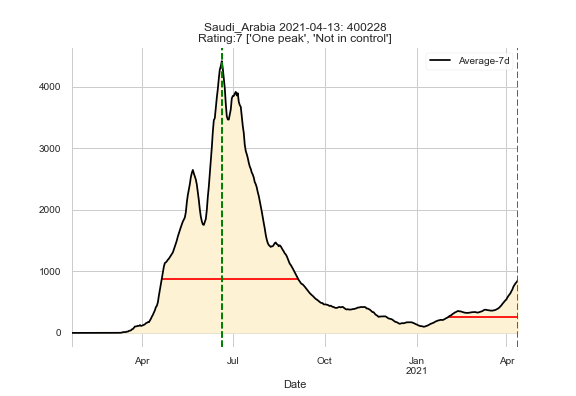 Saudi_Arabia 2021-04-13: 400228
Rating:7 ['One peak', 'Not in control']
Average-7d
4000
3000
2000
1000
0
Apr Jul Oct Jan Apr
2021
Date